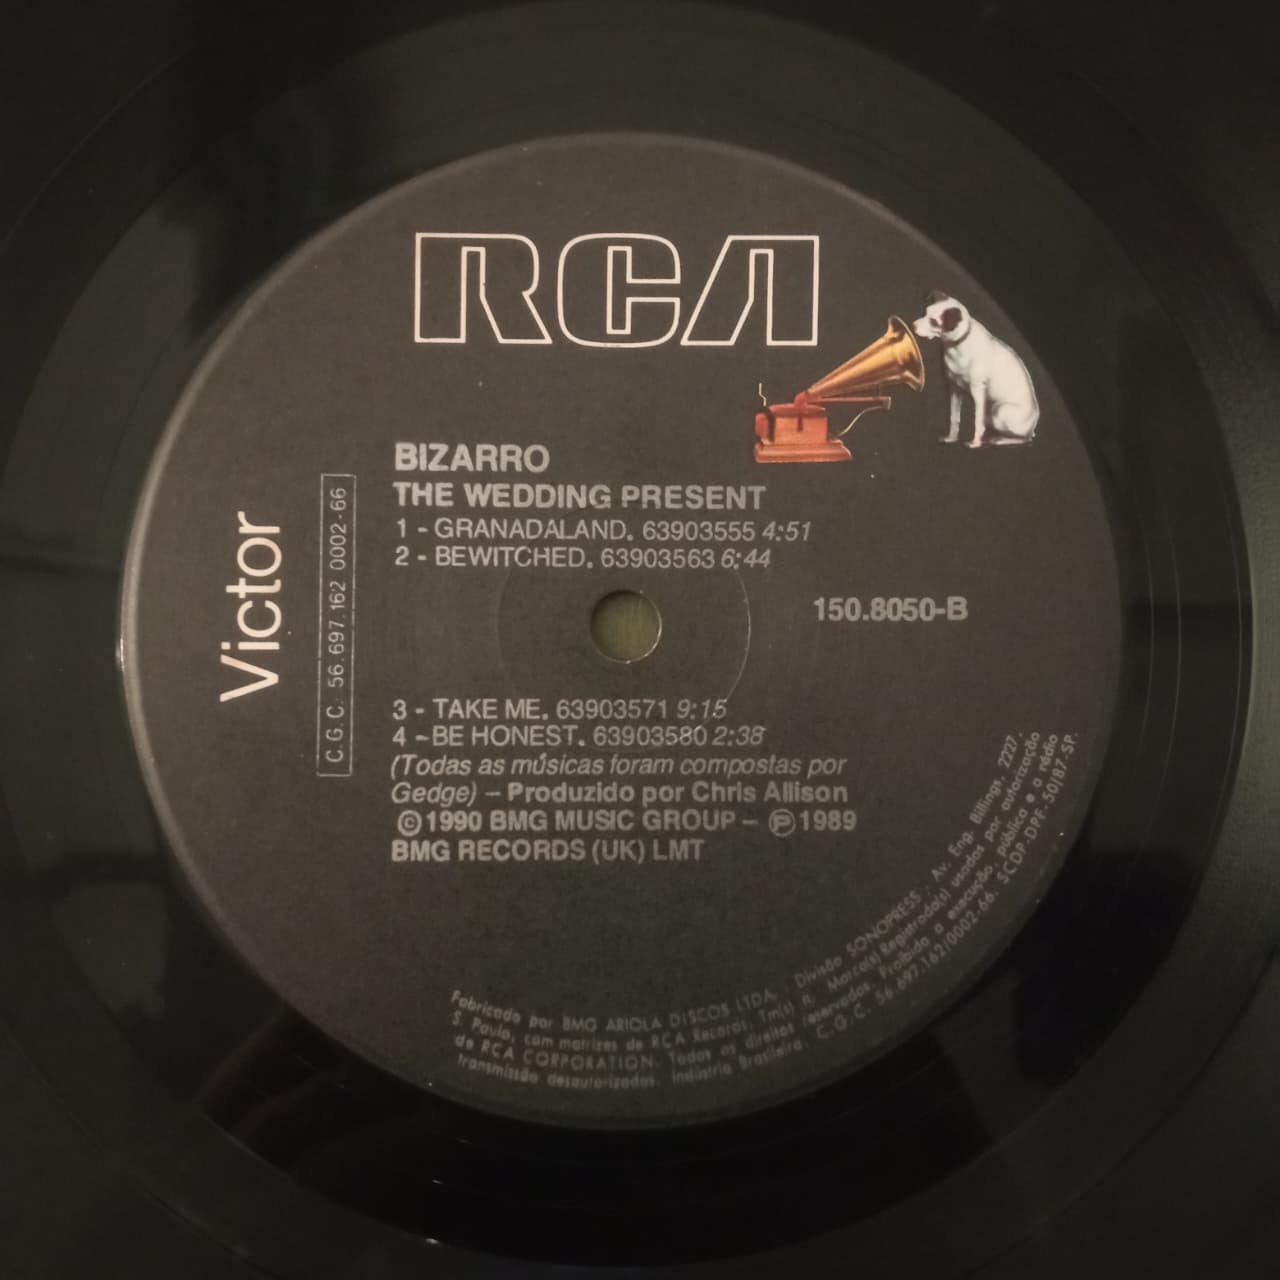 RCA
Victor
C.G.C. 56.697.162 0002-66
BIZARRO
THE WEDDING PRESENT
1 - GRANADALAND. 63903555 4:51
2 - BEWITCHED. 63903563 6:44
150.8050-B
3 - TAKE ME. 63903571 9:15
4 -BE HONEST. 63903580 2:38
(Todas as músicas foram compostas por
Gedge) – Produzido por Chris Allison
©1990 BMG MUSIC GROUP – ℗1989
BMG RECORDS (UK) LMT
Fabricado por BMG ARIOLA DISCOS LTDA. Divisão SONOPRESS. Av. Eng. Billings, 2227.
S. Paulo, com matrizes de RCA Records. Tm(s) R. Marca(s) Registrada(s) usadas por autorização
de RCA CORPORATION. Todos os direitos reservados. Proibida a execução, pública e a rádio
transmissão desautorizadas. Indústria Brasileira. C.G.C. 56.697.162/0002-66. SCDP-DPF-50/87-SP.